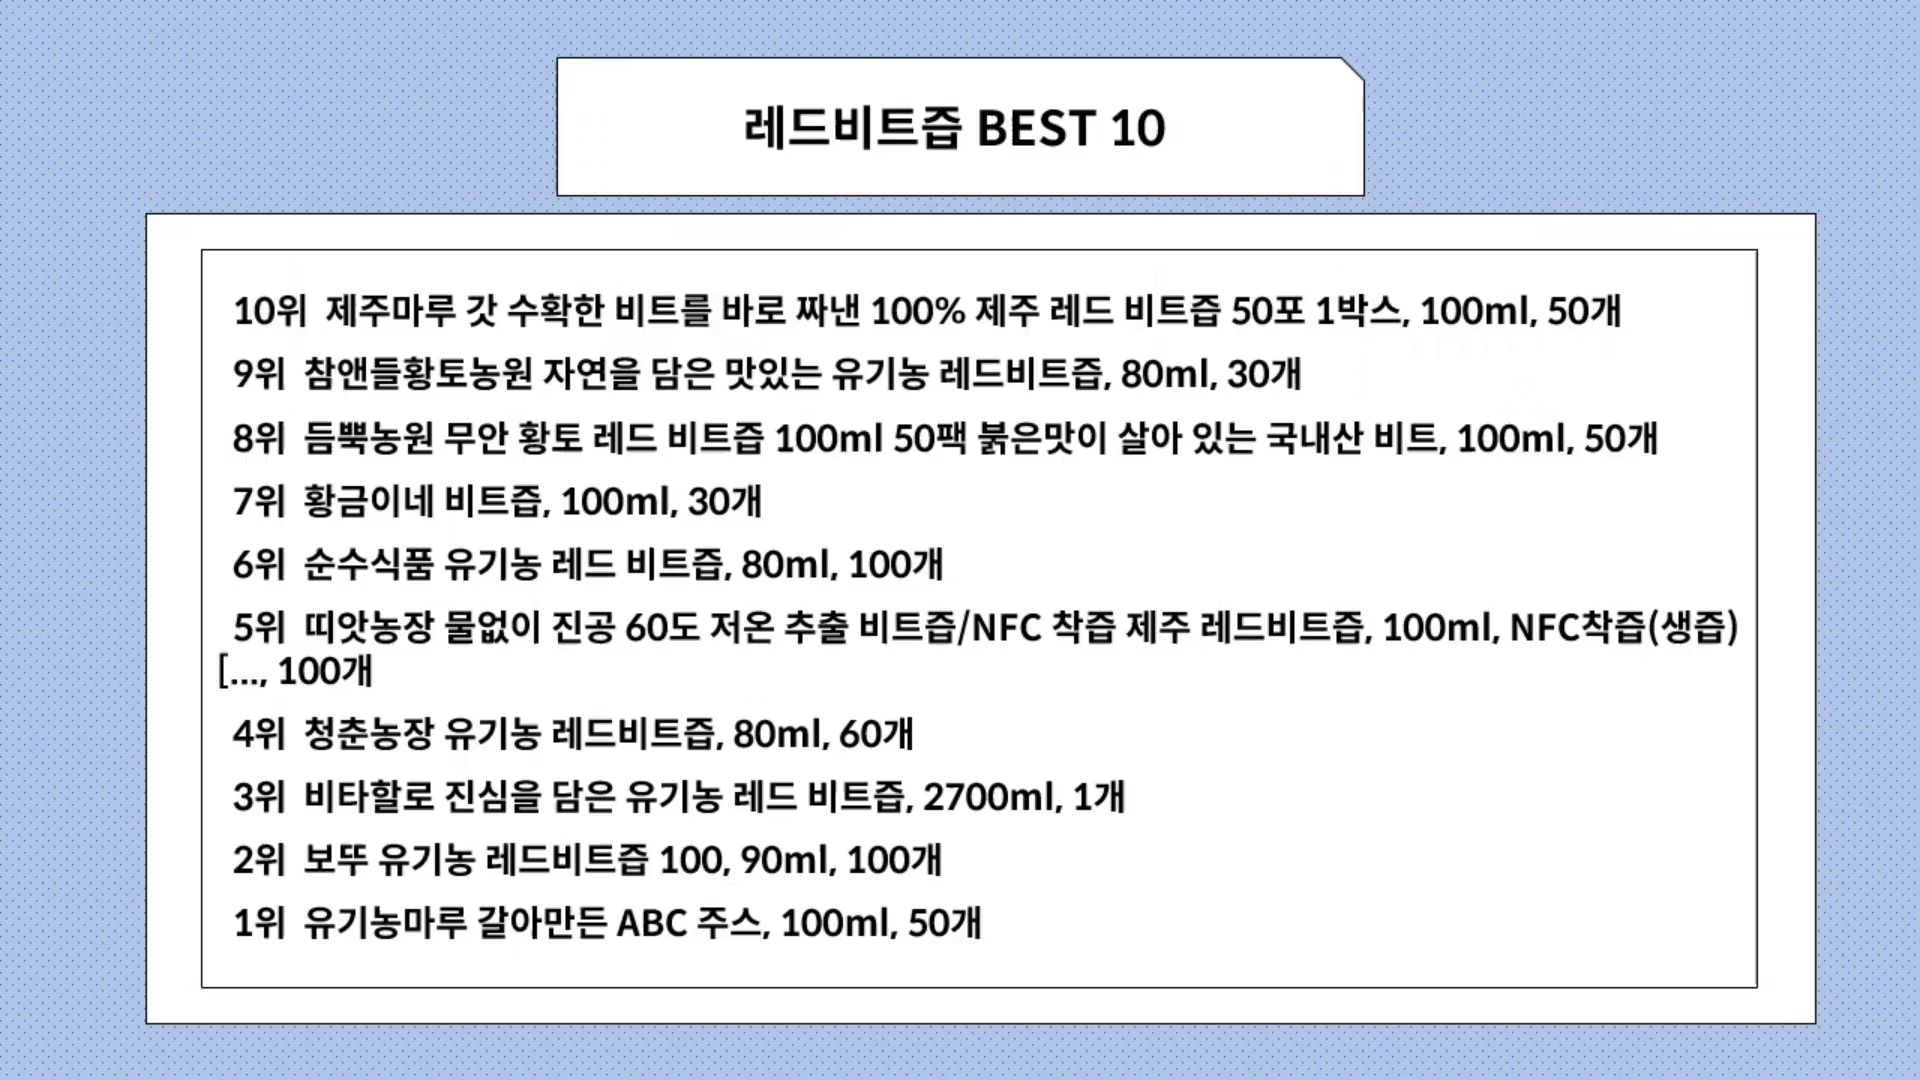 레드비트즙 BEST 10
10위 제주마루 갓 수확한 비트를 바로 짜낸 100% 제주 레드 비트즙 50포 1박스, 100ml, 50개
9위 참앤들황토농원 자연을 담은 맛있는 유기농 레드비트즙, 80ml, 30개
8위 듬뿍농원 무안 황토 레드 비트즙 100ml 50팩 붉은맛이 살아 있는 국내산 비트, 100ml, 50개
7위 황금이네 비트즙, 100ml, 30개
6위 순수식품 유기농 레드 비트즙, 80ml, 100개
5위 띠앗농장 물없이 진공 60도 저온 추출 비트즙/NFC 착즙 제주 레드비트즙, 100ml, NFC착즙(생즙)
[..., 100개
4위 청춘농장 유기농 레드비트즙, 80ml, 60개
3위 비타할로 진심을 담은 유기농 레드 비트즙, 2700ml, 1개
2위 보뚜 유기농 레드비트즙 100, 90ml, 100개
1위 유기농마루 갈아만든 ABC 주스, 100ml, 50개